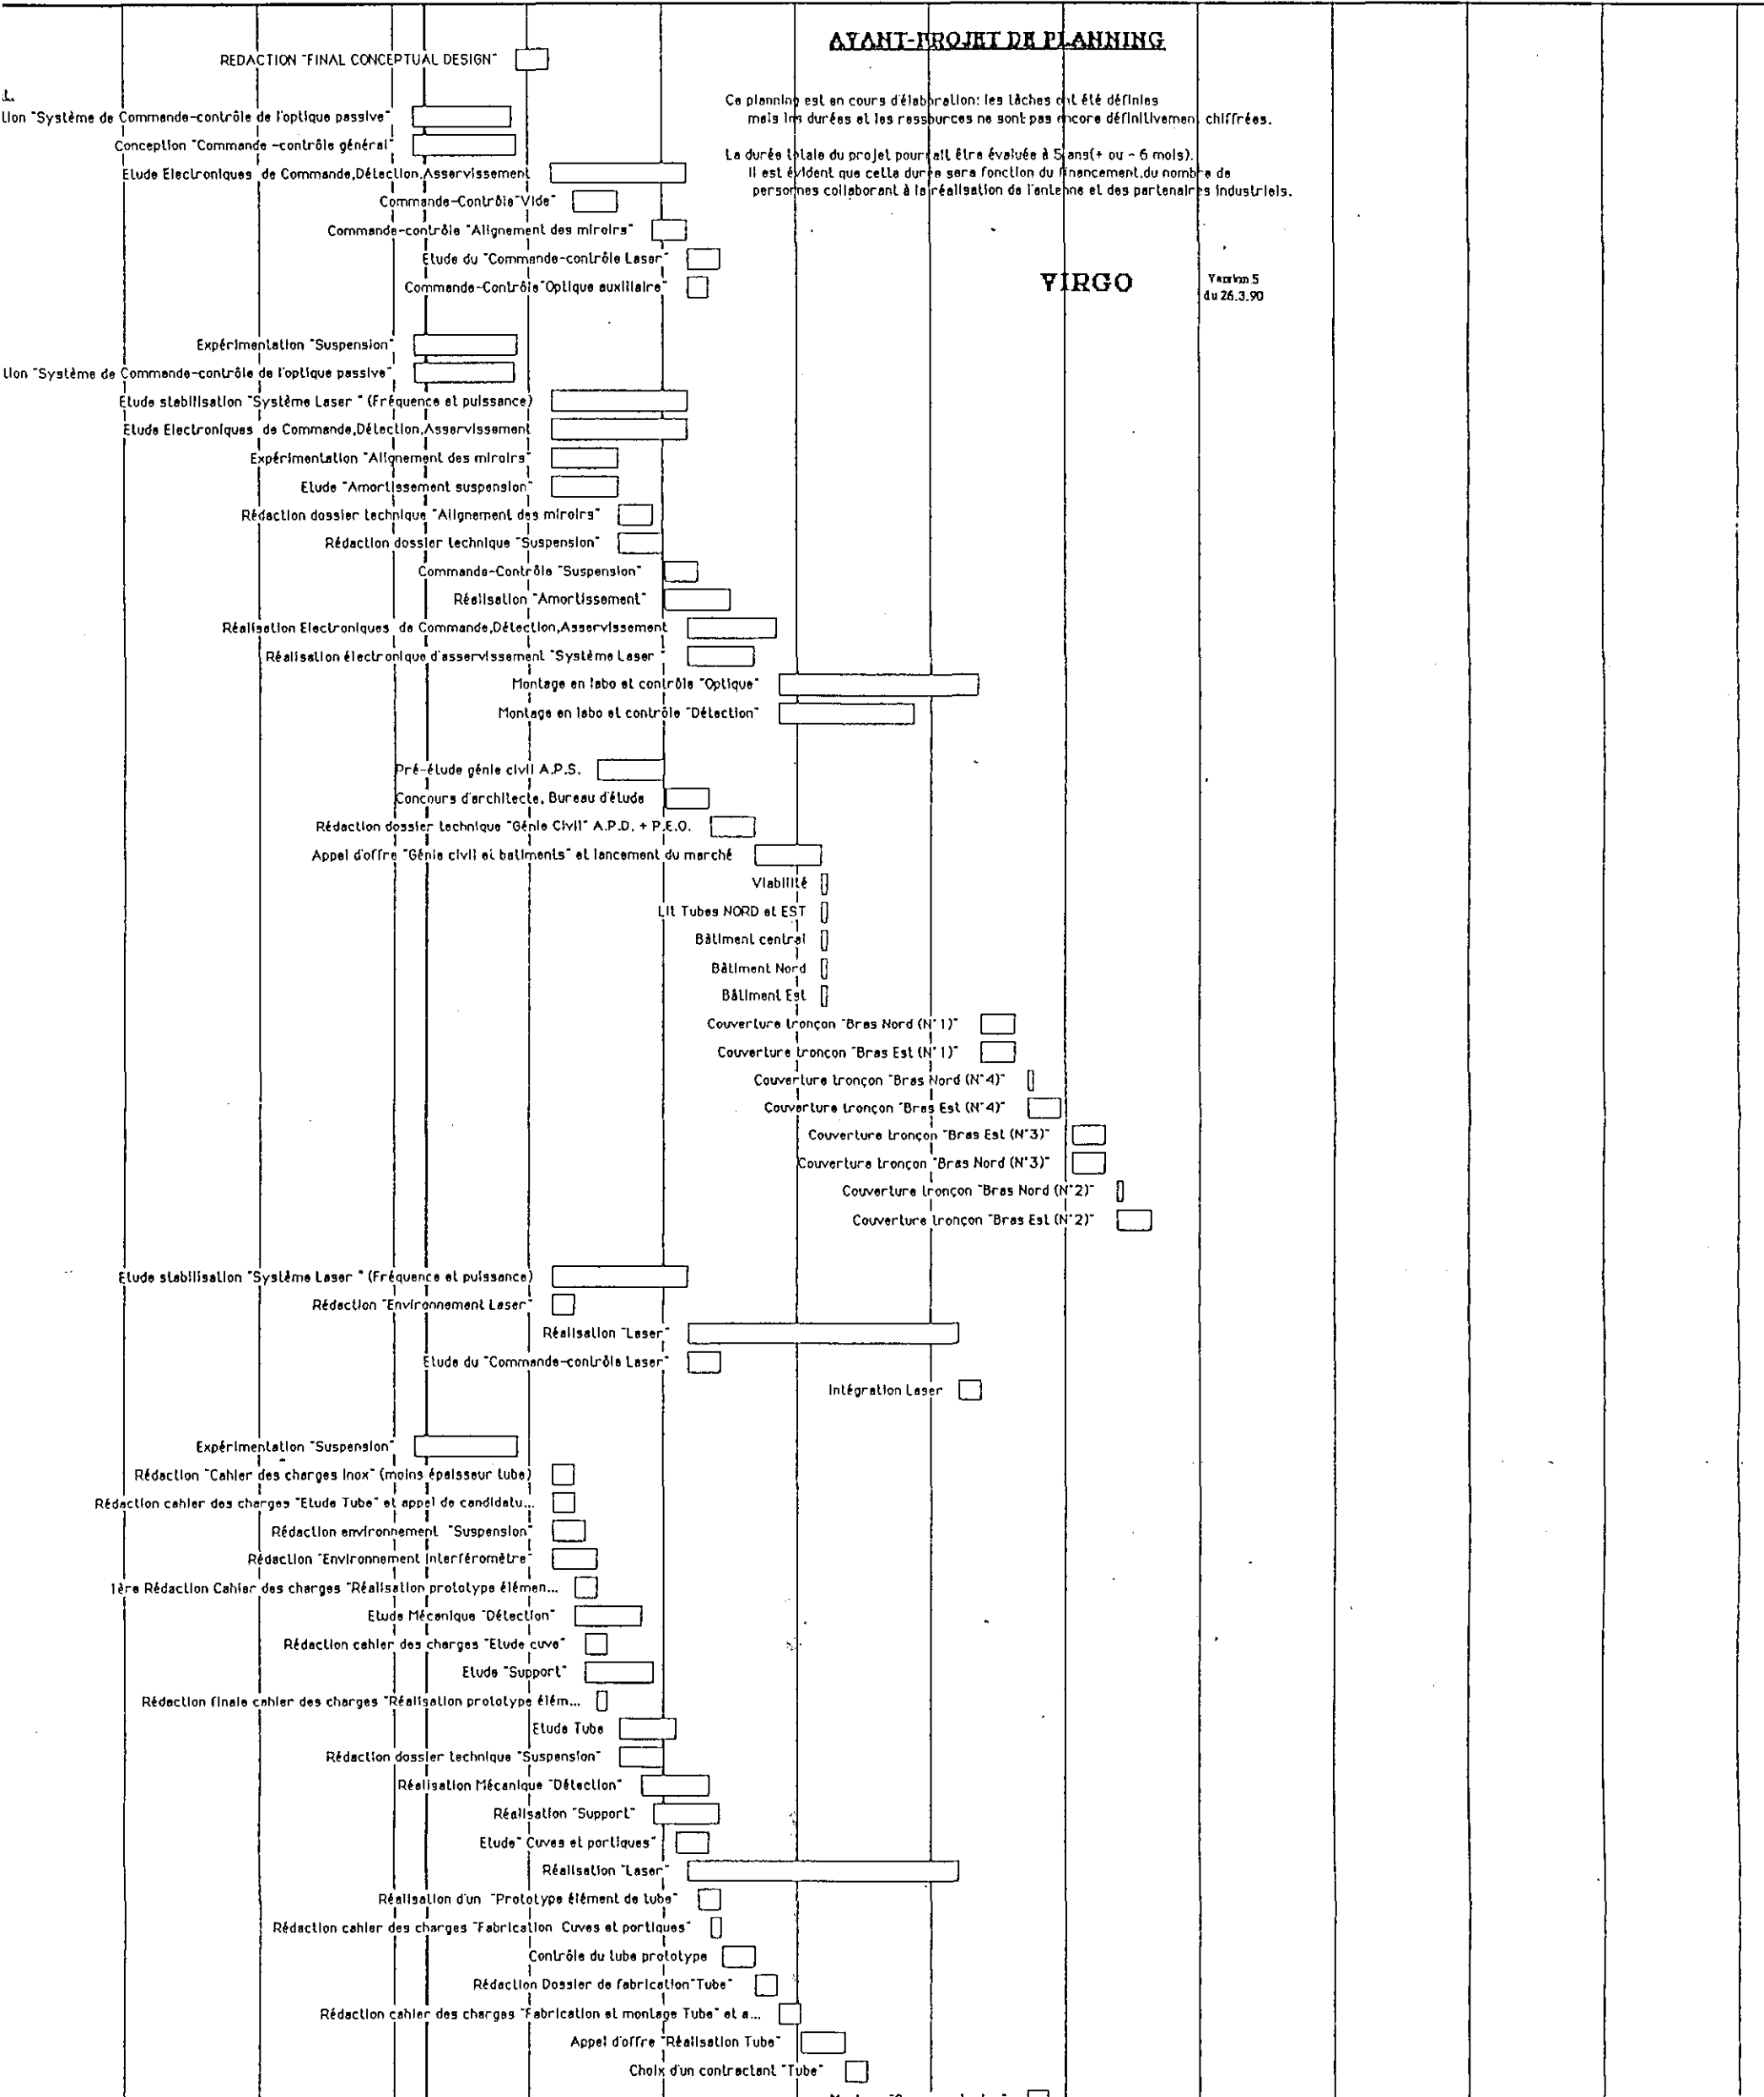 AVANT-PROJET DE PLANNING
REDACTION "FINAL CONCEPTUAL DESIGN"
Ce planning est en cours d'élaboration: les tâches ont été définies
mais les durées et les ressources ne sont pas encore définitivement chiffrées.
La durée totale du projet pourrait être évaluée à 5 ans(+ ou - 6 mois).
Il est évident que cette durée sera fonction du financement,du nombre de
personnes collaborant à la réalisation de l'antenne et des partenaires industriels.
VIRGO
Version 5
du 26.3.90
tion "Système de Commande-contrôle de l'optique passive"
Conception "Commande -contrôle général"
Etude Electroniques de Commande,Détection,Asservissement
Commande-Contrôle"Vide"
Commande-contrôle "Alignement des miroirs"
Etude du "Commande-contrôle Laser"
Commande-Contrôle"Optique auxiliaire"
Expérimentation "Suspension"
tion "Système de Commande-contrôle de l'optique passive"
Etude stabilisation "Système Laser " (Fréquence et puissance)
Etude Electroniques de Commande,Détection,Asservissement
Expérimentation "Alignement des miroirs"
Etude "Amortissement suspension"
Rédaction dossier technique "Alignement des miroirs"
Rédaction dossier technique "Suspension"
Commande-Contrôle "Suspension"
Réalisation "Amortissement"
Réalisation Electroniques de Commande,Détection,Asservissement
Réalisation électronique d'asservissement "Système Laser "
Montage en labo et contrôle "Optique"
Montage en labo et contrôle "Détection"
Pré-étude génie civil A.P.S.
Concours d'architecte, Bureau d'étude
Rédaction dossier technique "Génie Civil" A.P.D. + P.E.O.
Appel d'offre "Génie civil et batiments" et lancement du marché
Viabilité
Lit Tubes NORD et EST
Bâtiment central
Bâtiment Nord
Bâtiment Est
Couverture tronçon "Bras Nord (N°1)"
Couverture troncon "Bras Est (N°1)"
Couverture tronçon "Bras Nord (N°4)"
Couverture tronçon "Bras Est (N°4)"
Couverture tronçon "Bras Est (N°3)"
Couverture tronçon "Bras Nord (N°3)"
Couverture tronçon "Bras Nord (N°2)"
Couverture tronçon "Bras Est (N°2)"
Etude stabilisation "Système Laser " (Fréquence et puissance)
Rédaction "Environnement Laser"
Réalisation "Laser"
Etude du "Commande-contrôle Laser"
Intégration Laser
Expérimentation "Suspension"
Rédaction "Cahier des charges Inox" (moins épaisseur tube)
Rédaction cahier des charges "Etude Tube" et appel de candidatu...
Rédaction environnement "Suspension"
Rédaction "Environnement Interféromètre"
1ère Rédaction Cahier des charges "Réalisation prototype élémen...
Etude Mécanique "Détection"
Rédaction cahier des charges "Etude cuve"
Etude "Support"
Rédaction finale cahier des charges "Réalisation prototype élém...
Etude Tube
Rédaction dossier technique "Suspension"
Réalisation Mécanique "Détection"
Réalisation "Support"
Etude" Cuves et portiques"
Réalisation "Laser"
Réalisation d'un "Prototype élément de tube"
Rédaction cahier des charges "Fabrication Cuves et portiques"
Contrôle du tube prototype
Rédaction Dossier de fabrication"Tube"
Rédaction cahier des charges "Fabrication et montage Tube" et a...
Appel d'offre "Réalisation Tube"
Choix d'un contractant "Tube"